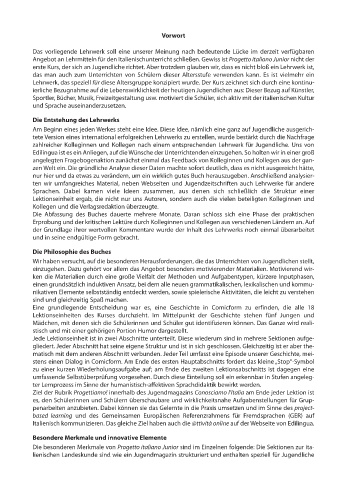 Vorwort
Das vorliegende Lehrwerk soll eine unserer Meinung nach bedeutende Lücke im derzeit verfügbaren
Angebot an Lehrmitteln für den Italienischunterricht schließen. Gewiss ist Progetto italiano Junior nicht der
erste Kurs, der sich an Jugendliche richtet. Aber trotzdem glauben wir, dass es nicht bloß ein Lehrwerk ist,
das man auch zum Unterrichten von Schülern dieser Altersstufe verwenden kann. Es ist vielmehr ein
Lehrwerk, das speziell für diese Altersgruppe konzipiert wurde. Der Kurs zeichnet sich durch eine kontinu-
ierliche Bezugnahme auf die Lebenswirklichkeit der heutigen Jugendlichen aus: Dieser Bezug auf Künstler,
Sportler, Bücher, Musik, Freizeitgestaltung usw. motiviert die Schüler, sich aktiv mit der italienischen Kultur
und Sprache auseinanderzusetzen.
Die Entstehung des Lehrwerks
Am Beginn eines jeden Werkes steht eine Idee. Diese Idee, nämlich eine ganz auf Jugendliche ausgerich-
tete Version eines international erfolgreichen Lehrwerks zu erstellen, wurde bestärkt durch die Nachfrage
zahlreicher Kolleginnen und Kollegen nach einem entsprechenden Lehrwerk für Jugendliche. Uns von
Edilingua ist es ein Anliegen, auf die Wünsche der Unterrichtenden einzugehen. So holten wir in einer groß
angelegten Fragebogenaktion zunächst einmal das Feedback von Kolleginnen und Kollegen aus der gan-
zen Welt ein. Die gründliche Analyse dieser Daten machte sofort deutlich, dass es nicht ausgereicht hätte,
nur hier und da etwas zu verändern, um ein wirklich gutes Buch herauszugeben. Anschließend analysier-
ten wir umfangreiches Material, neben Webseiten und Jugendzeitschriften auch Lehrwerke für andere
Sprachen. Dabei kamen viele Ideen zusammen, aus denen sich schließlich die Struktur einer
Lektionseinheit ergab, die nicht nur uns Autoren, sondern auch die vielen beteiligten Kolleginnen und
Kollegen und die Verlagsredaktion überzeugte.
Die Abfassung des Buches dauerte mehrere Monate. Daran schloss sich eine Phase der praktischen
Erprobung und der kritischen Lektüre durch Kolleginnen und Kollegen aus verschiedenen Ländern an. Auf
der Grundlage ihrer wertvollen Kommentare wurde der Inhalt des Lehrwerks noch einmal überarbeitet
und in seine endgültige Form gebracht.
Die Philosophie des Buches
Wir haben versucht, auf die besonderen Herausforderungen, die das Unterrichten von Jugendlichen stellt,
einzugehen. Dazu gehört vor allem das Angebot besonders motivierender Materialien. Motivierend wir-
ken die Materialien durch eine große Vielfalt der Methoden und Aufgabentypen, kürzere Inputphasen,
einen grundsätzlich induktiven Ansatz, bei dem alle neuen grammatikalischen, lexikalischen und kommu-
nikativen Elemente selbstständig entdeckt werden, sowie spielerische Aktivitäten, die leicht zu verstehen
sind und gleichzeitig Spaß machen.
Eine grundlegende Entscheidung war es, eine Geschichte in Comicform zu erfinden, die alle 18
Lektionseinheiten des Kurses durchzieht. Im Mittelpunkt der Geschichte stehen fünf Jungen und
Mädchen, mit denen sich die Schülerinnen und Schüler gut identifizieren können. Das Ganze wird reali-
stisch und mit einer gehörigen Portion Humor dargestellt.
Jede Lektionseinheit ist in zwei Abschnitte unterteilt. Diese wiederum sind in mehrere Sektionen aufge-
gliedert. Jeder Abschnitt hat seine eigene Struktur und ist in sich geschlossen. Gleichzeitig ist er aber the-
matisch mit dem anderen Abschnitt verbunden. Jeder Teil umfasst eine Episode unserer Geschichte, mei-
stens einen Dialog in Comicform. Am Ende des ersten Hauptabschnitts fordert das kleine „Stop"-Symbol
zu einer kurzen Wiederholungsaufgabe auf; am Ende des zweiten Lektionsabschnitts ist dagegen eine
umfassende Selbstüberprüfung vorgesehen. Durch diese Einteilung soll ein erkennbar in Stufen angeleg-
ter Lernprozess im Sinne der humanistisch-affektiven Sprachdidaktik bewirkt werden.
Ziel der Rubrik Progettiamo! innerhalb des Jugendmagazins Conosciamo l'Italia am Ende jeder Lektion ist
es, den Schülerinnen und Schülern überschaubare und wirklichkeitsnahe Aufgabenstellungen für Grup-
penarbeiten anzubieten. Dabei können sie das Gelernte in die Praxis umsetzen und im Sinne des project-
based learning und des Gemeinsamen Europäischen Referenzrahmens für Fremdsprachen (GER) auf
Italienisch kommunizieren. Das gleiche Ziel haben auch die attività online auf der Webseite von Edilingua.
Besondere Merkmale und innovative Elemente
Die besonderen Merkmale von Progetto italiano Junior sind im Einzelnen folgende: Die Sektionen zur ita-
lienischen Landeskunde sind wie ein Jugendmagazin strukturiert und enthalten speziell für Jugendliche